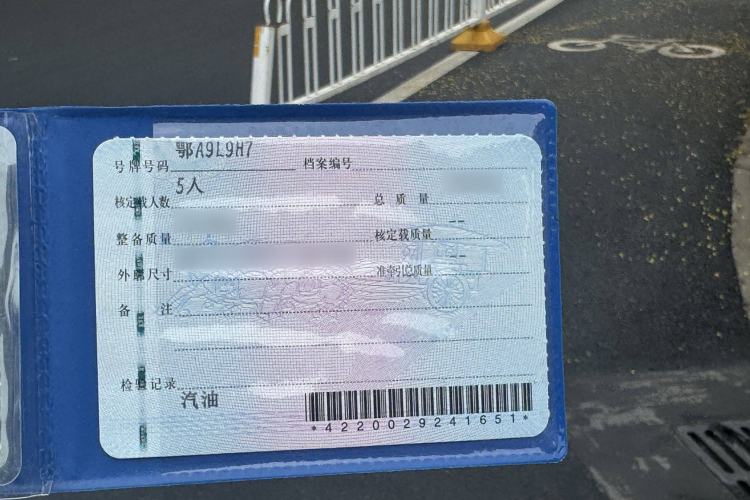 号牌号码 鄂A9L9H7 档案编号
核定载人数 5人 总质量
整备质量 核定载质量 --
外廓尺寸 准牵引总质量 --
备注
检验记录
汽油
*4220029241651*